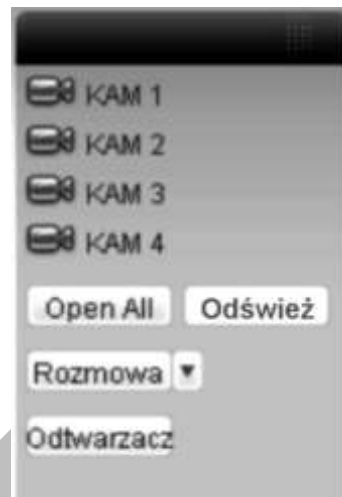 KAM 1
KAM 2
KAM 3
KAM 4
Open All Odśwież
Rozmowa
Odtwarzacz